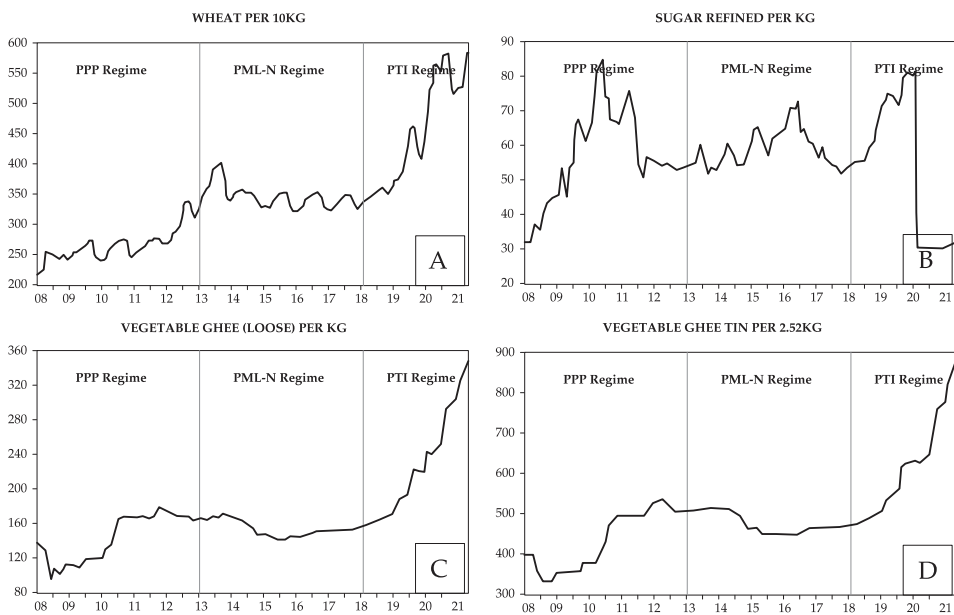 WHEAT PER 10KG
600
550
500
450
400
350
300
250
200
PPP Regime
PML-N Regime
PTI Regime
A
08 09 10 11 12 13 14 15 16 17 18 19 20 21
SUGAR REFINED PER KG
90
80
70
60
50
40
30
20
PPP Regime
PML-N Regime
PTI Regime
B
08 09 10 11 12 13 14 15 16 17 18 19 20 21
VEGETABLE GHEE (LOOSE) PER KG
360
320
280
240
200
160
120
80
PPP Regime
PML-N Regime
PTI Regime
C
08 09 10 11 12 13 14 15 16 17 18 19 20 21
VEGETABLE GHEE TIN PER 2.52KG
900
800
700
600
500
400
300
PPP Regime
PML-N Regime
PTI Regime
D
08 09 10 11 12 13 14 15 16 17 18 19 20 21